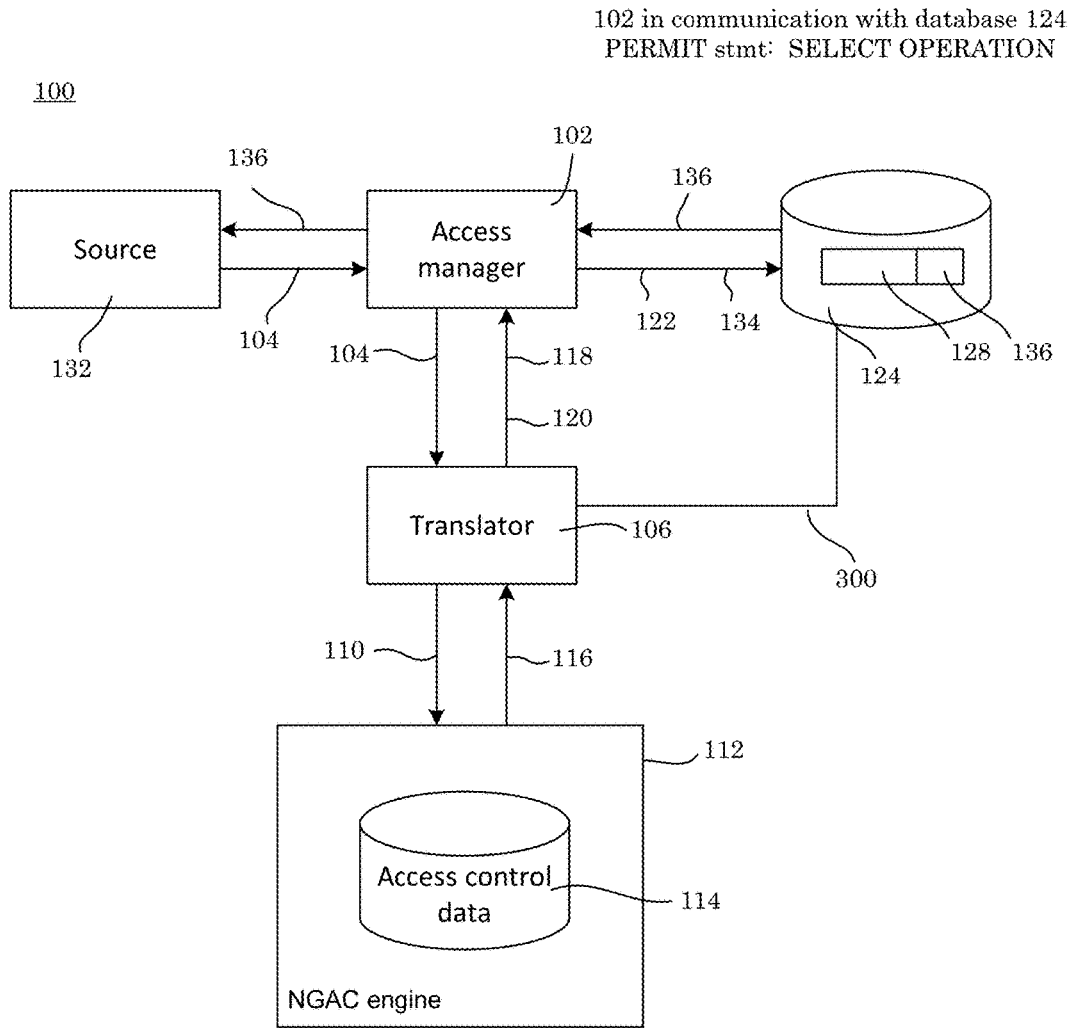 102 in communication with database 124
PERMIT stmt: SELECT OPERATION
100
102
136
136
Source
Access
manager
104
122
134
128
136
132
104
118
124
120
Translator
106
300
110
116
112
Access control
data
114
NGAC engine